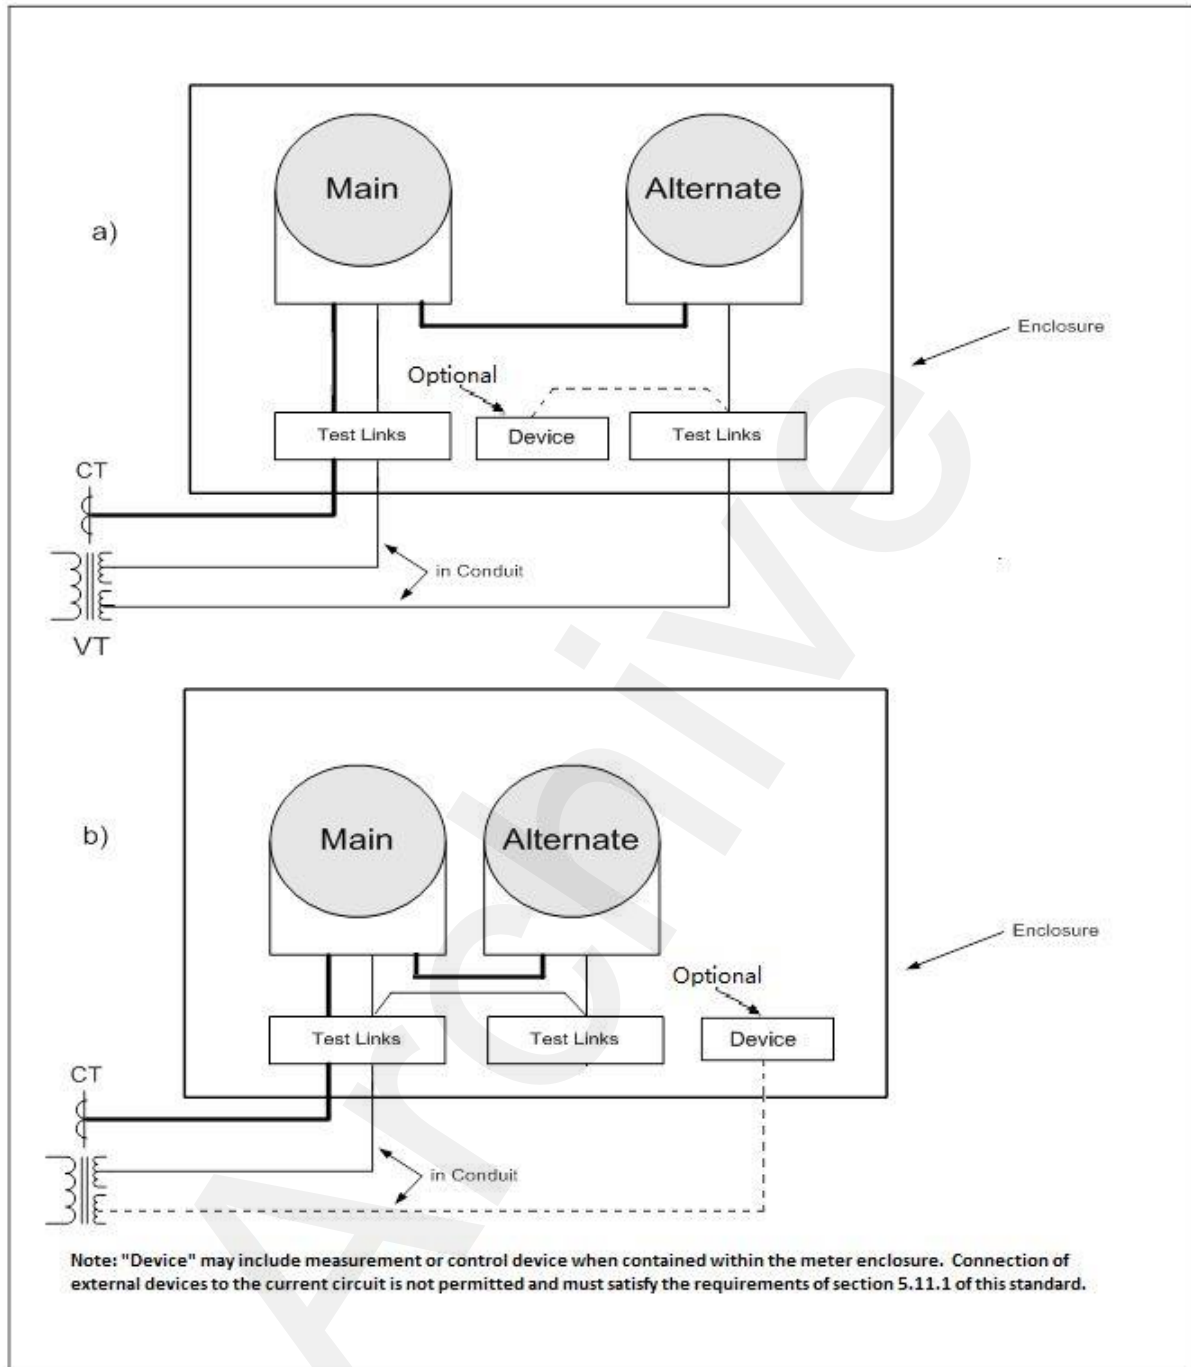 Main
Alternate
a)
Enclosure
Optional
Test Links
Device
Test Links
CT
in Conduit
VT
Main
Alternate
b)
Enclosure
Optional
Test Links
Test Links
Device
CT
in Conduit
Note: "Device" may include measurement or control device when contained within the meter enclosure. Connection of
external devices to the current circuit is not permitted and must satisfy the requirements of section 5.11.1 of this standard.
Archive